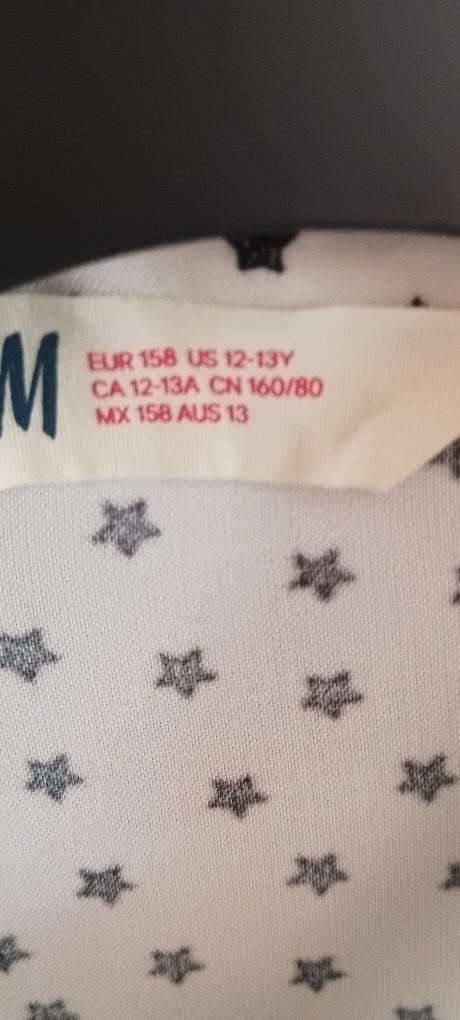 M
EUR 158 US 12-13Y
CA 12-13A CN 160/80
MX 158 AUS 13